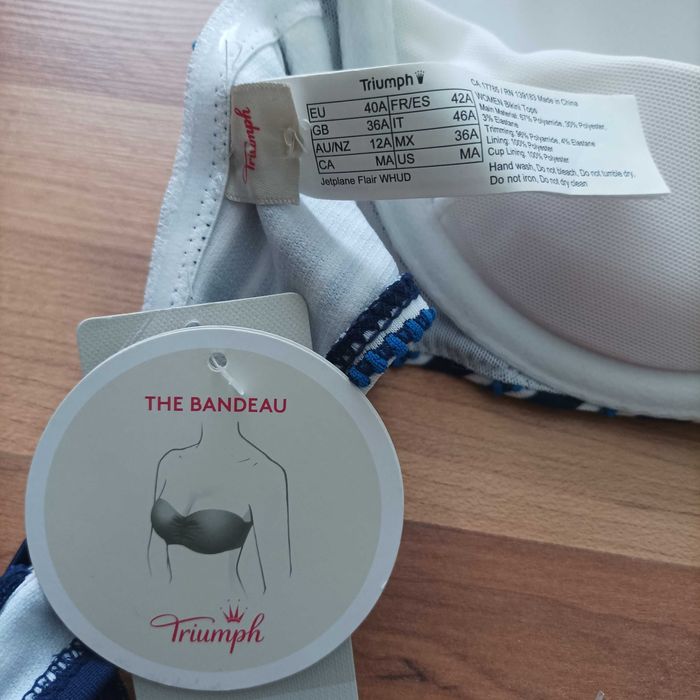 Triumph
EU 40A FR/ES 42A
GB 36A IT 46A
AU/NZ 12A MX 36A
CA MA US MA
Jetplane Flair WHUD
CA 17765 / RN 139183 Made in China
WOMEN Bikini Tops
Main Material: 67% Polyamide, 30% Polyester,
3% Elastane
Trimming: 96% Polyamide, 4% Elastane
Lining: 100% Polyester
Cup Lining: 100% Polyester
Hand wash, Do not bleach, Do not tumble dry,
Do not iron, Do not dry clean
Triumph
THE BANDEAU
Triumph